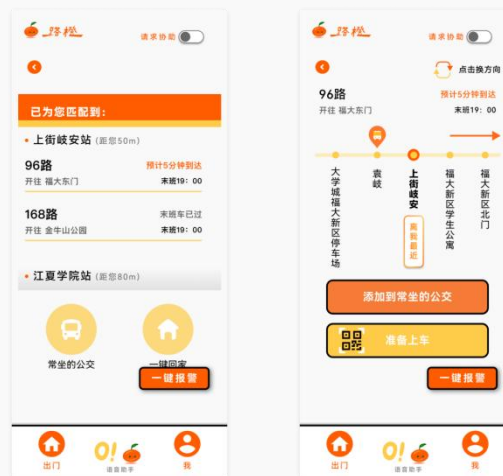 路橙
请求协助
已为您匹配到：
• 上街岐安站（距您50m）
96路 预计5分钟到达
开往 福大东门 末班19：00
168路 末班车已过
开往 金牛山公园 末班19：00
• 江夏学院站（距您80m）
常坐的公交 一键回家
一键报警
出门 O! 语音助手 我
路橙
请求协助
点击换方向
96路 预计5分钟到达
开往 福大东门 末班19：00
大学城福大新区停车场
袁岐
上街岐安
离我最近
福大新区学生公寓
福大新区北门
添加到常坐的公交
准备上车
一键报警
出门 O! 语音助手 我